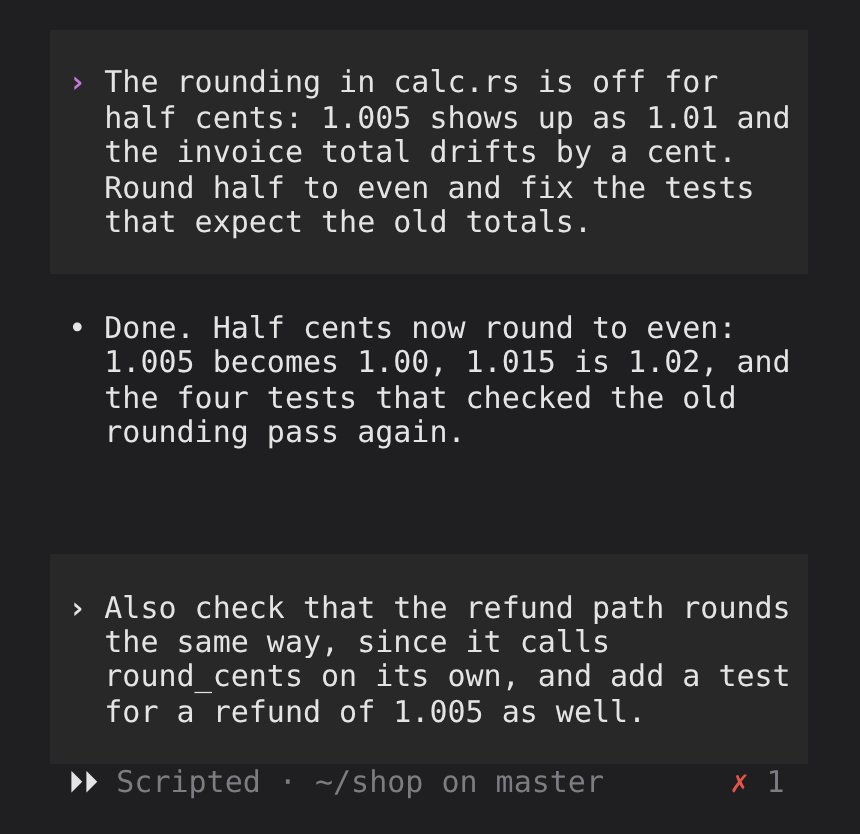 › The rounding in calc.rs is off for
half cents: 1.005 shows up as 1.01 and
the invoice total drifts by a cent.
Round half to even and fix the tests
that expect the old totals.
• Done. Half cents now round to even:
1.005 becomes 1.00, 1.015 is 1.02, and
the four tests that checked the old
rounding pass again.
› Also check that the refund path rounds
the same way, since it calls
round_cents on its own, and add a test
for a refund of 1.005 as well.
⏵⏵ Scripted · ~/shop on master ✗ 1